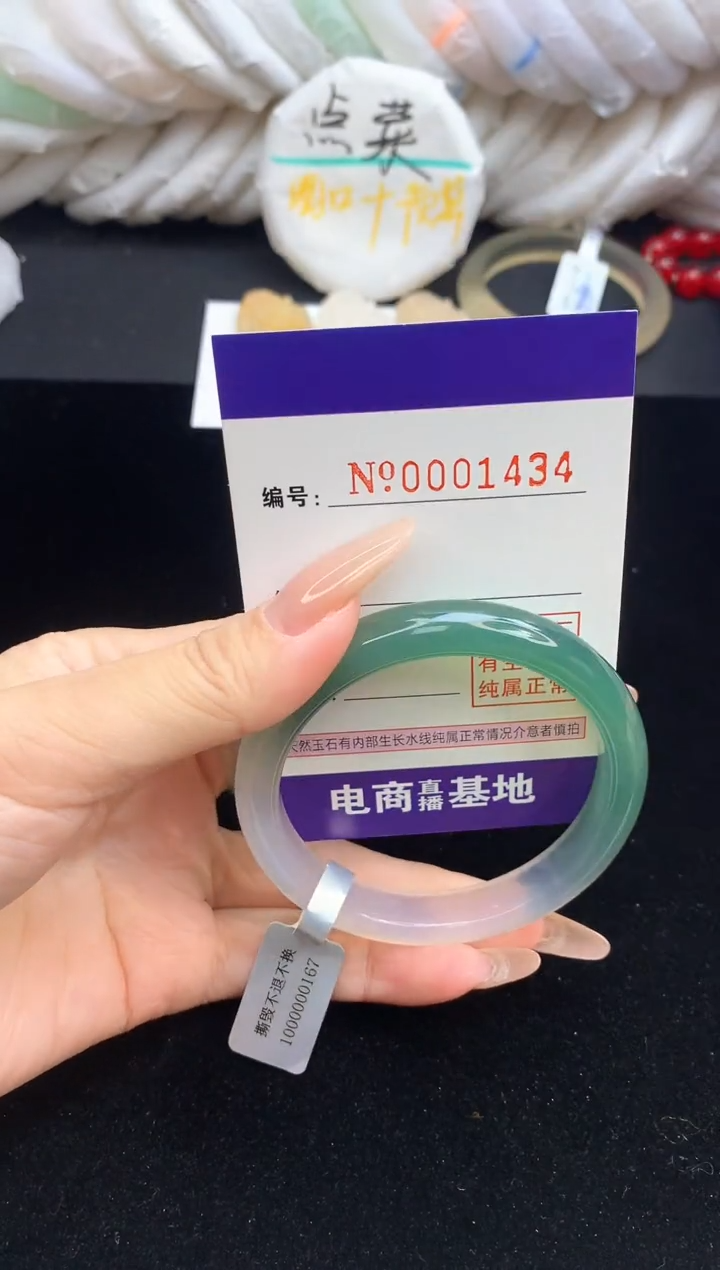 点装
编号: Nº0001434
纯属正常
天然玉石有内部生长水线纯属正常情况介意者慎拍
电商直播基地
撕毁不退不换
1000000167